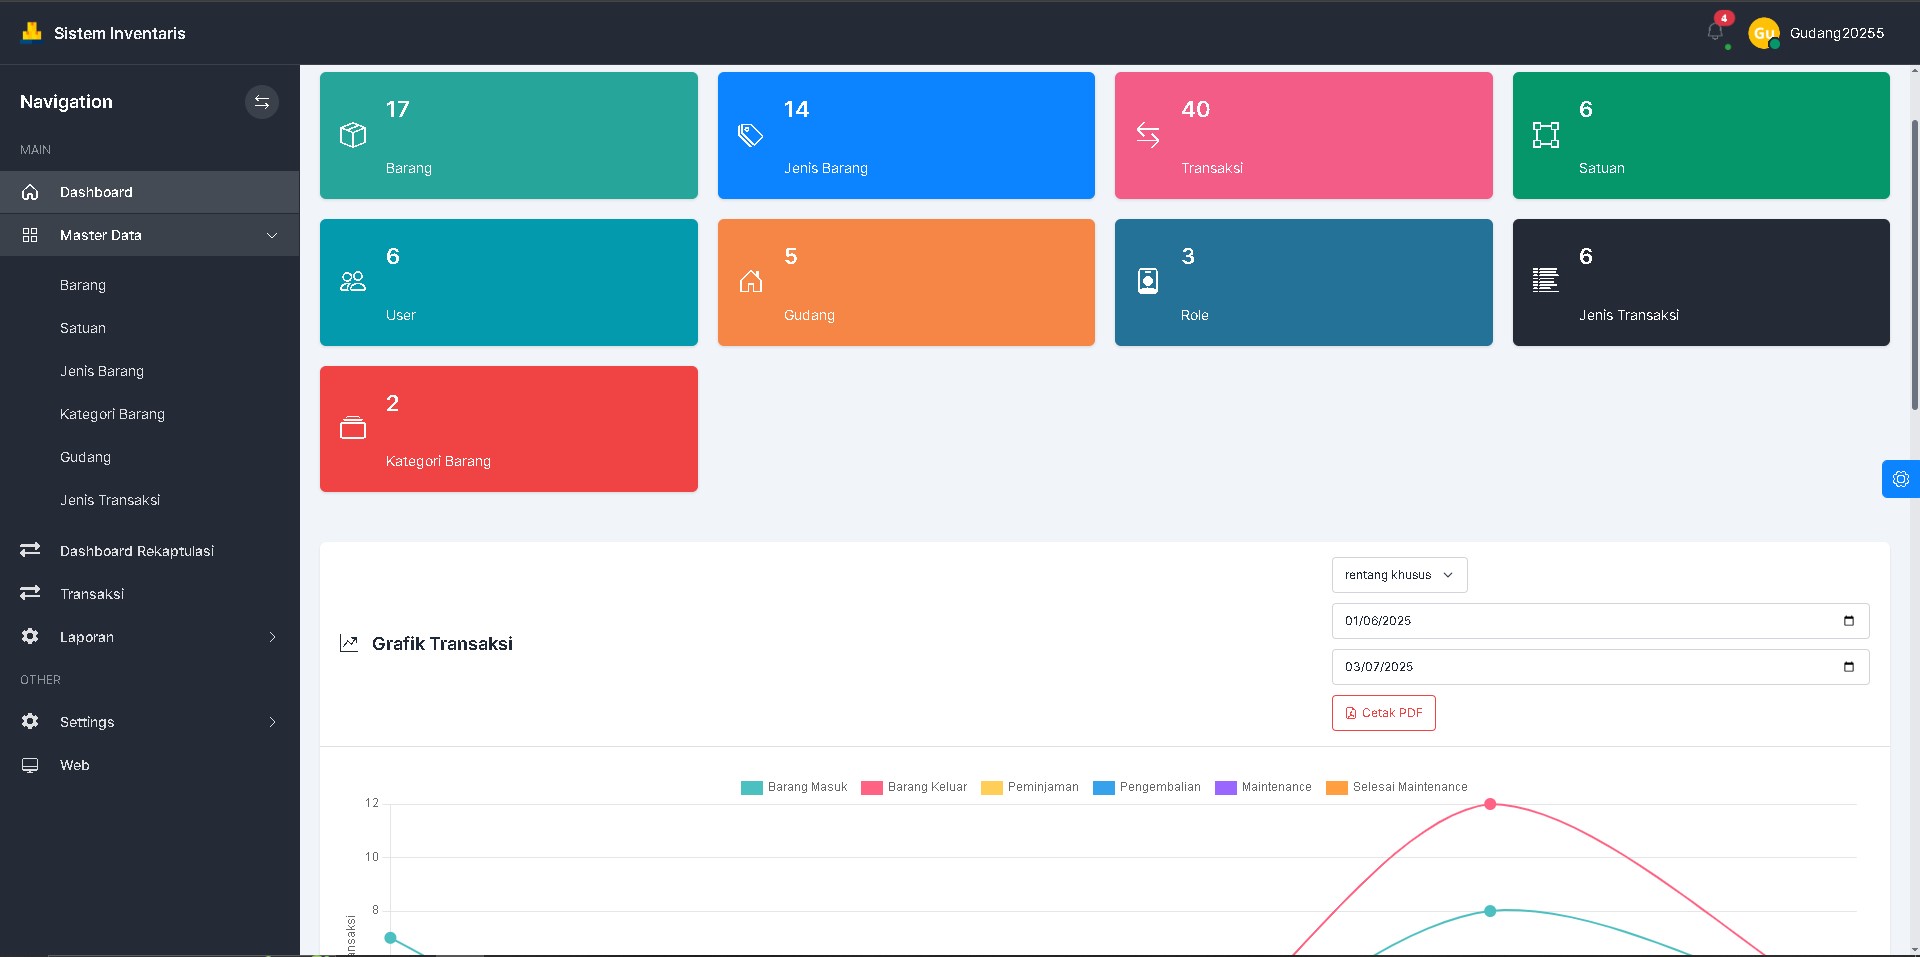 Sistem Inventaris
4
Gu
Gudang20255
Navigation
MAIN
Dashboard
Master Data
Barang
Satuan
Jenis Barang
Kategori Barang
Gudang
Jenis Transaksi
Dashboard Rekaptulasi
Transaksi
Laporan
OTHER
Settings
Web
17
Barang
14
Jenis Barang
40
Transaksi
6
Satuan
6
User
5
Gudang
3
Role
6
Jenis Transaksi
2
Kategori Barang
Grafik Transaksi
rentang khusus
01/06/2025
03/07/2025
Cetak PDF
Barang Masuk
Barang Keluar
Peminjaman
Pengembalian
Maintenance
Selesai Maintenance
12
10
8
ansaksi